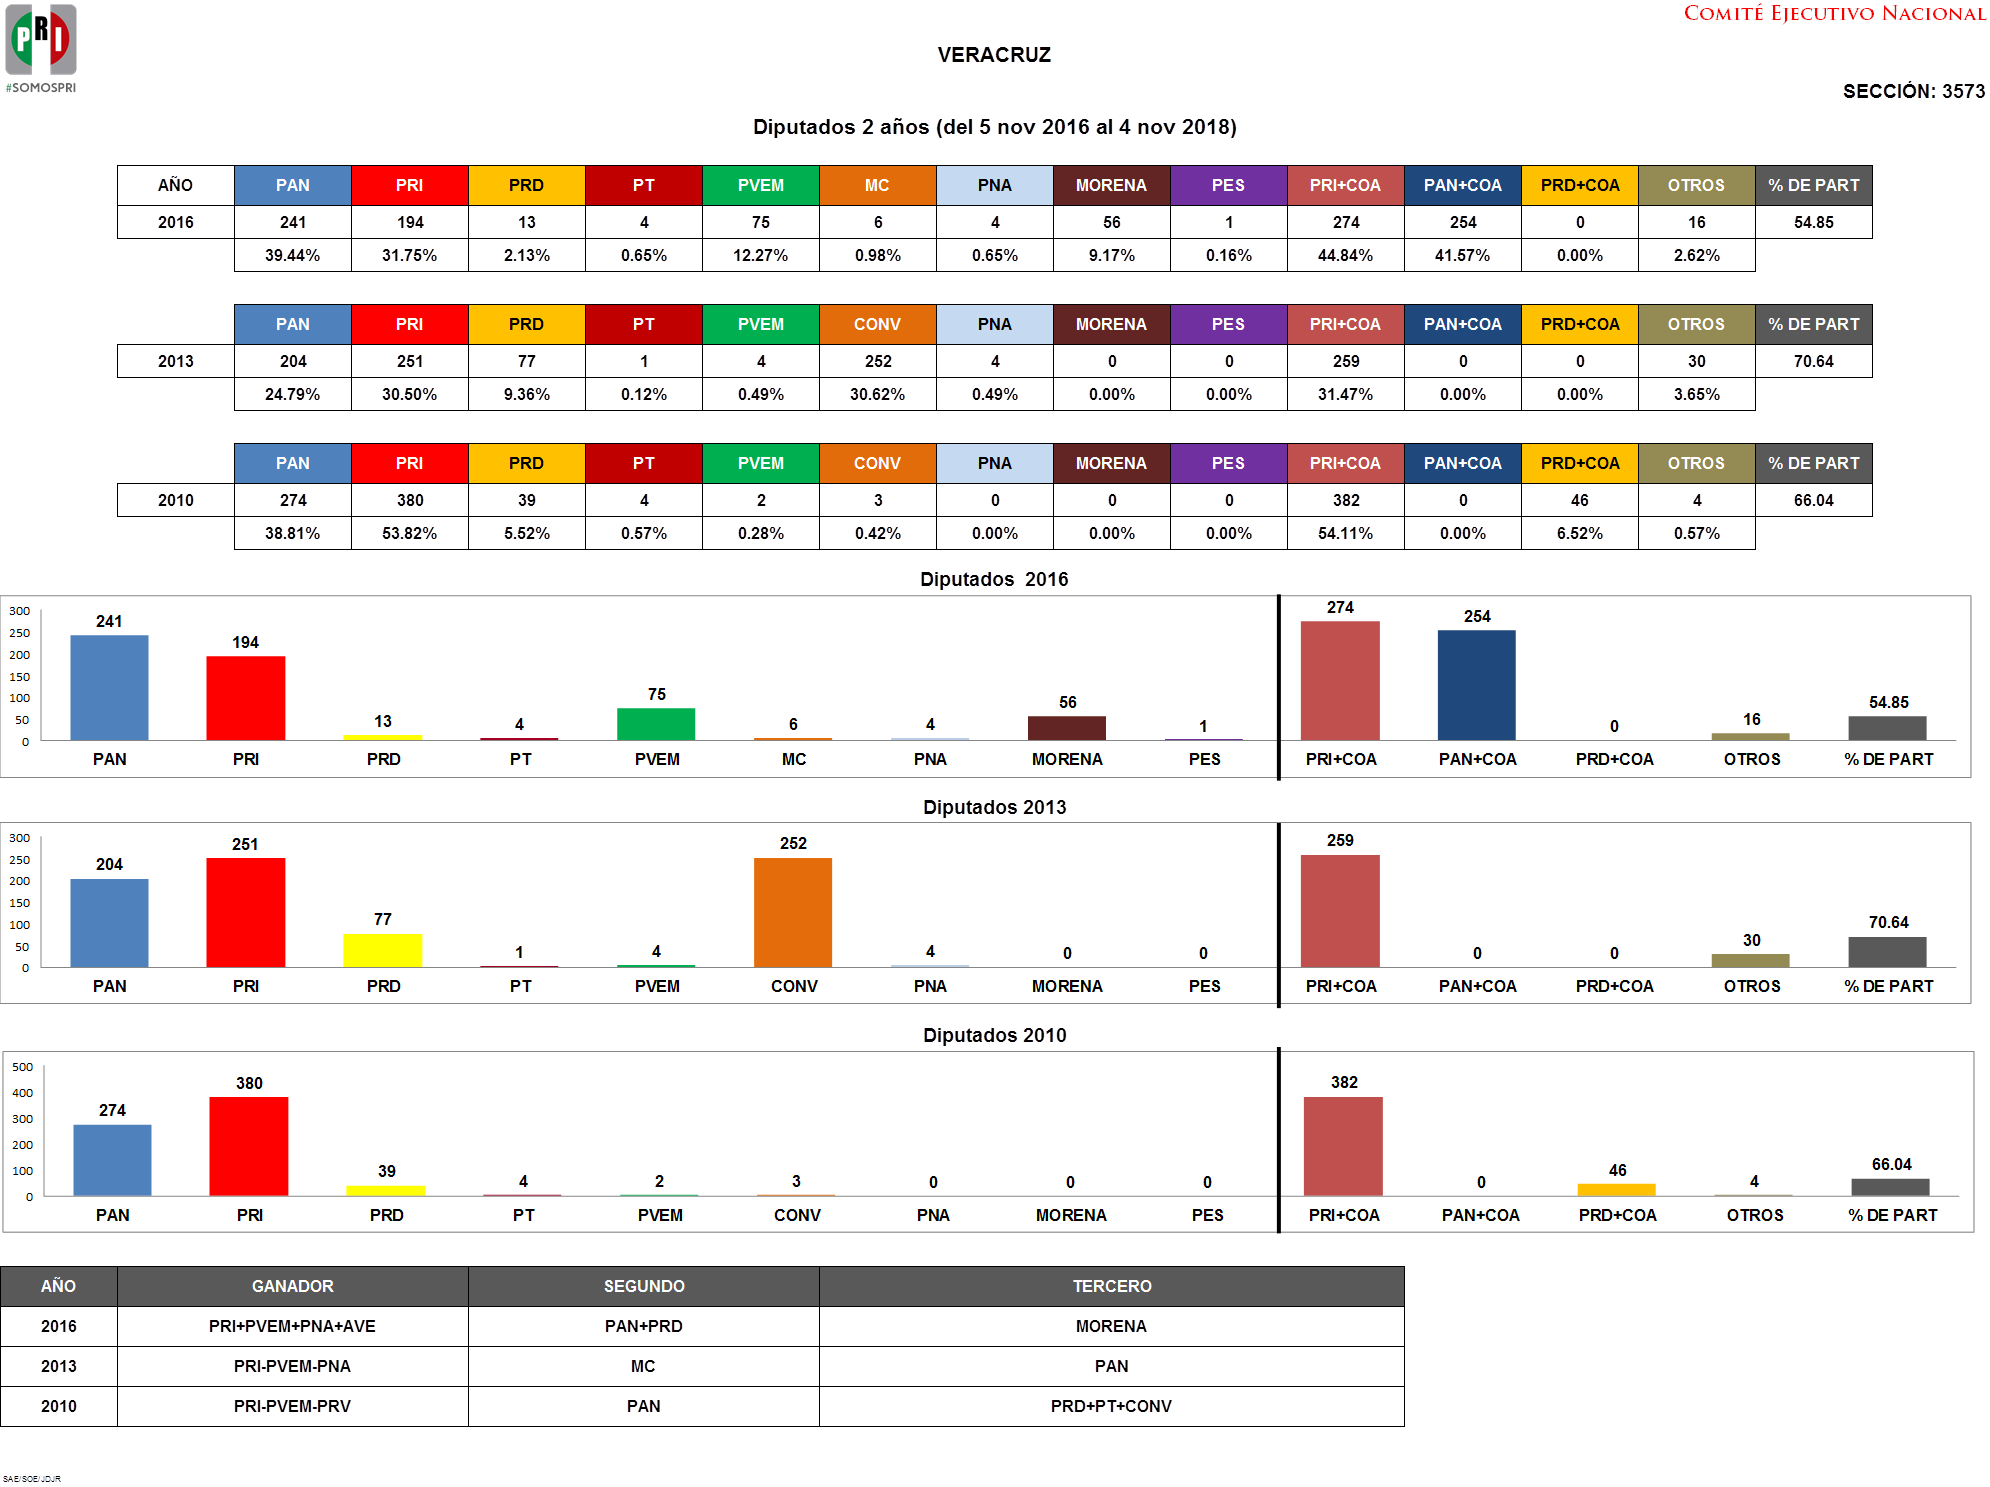 PRI
#SOMOSPRI
COMITÉ EJECUTIVO NACIONAL
VERACRUZ
SECCIÓN: 3573
Diputados 2 años (del 5 nov 2016 al 4 nov 2018)
AÑO PAN PRI PRD PT PVEM MC PNA MORENA PES PRI+COA PAN+COA PRD+COA OTROS % DE PART
2016 241 194 13 4 75 6 4 56 1 274 254 0 16 54.85
39.44% 31.75% 2.13% 0.65% 12.27% 0.98% 0.65% 9.17% 0.16% 44.84% 41.57% 0.00% 2.62%
PAN PRI PRD PT PVEM CONV PNA MORENA PES PRI+COA PAN+COA PRD+COA OTROS % DE PART
2013 204 251 77 1 4 252 4 0 0 259 0 0 30 70.64
24.79% 30.50% 9.36% 0.12% 0.49% 30.62% 0.49% 0.00% 0.00% 31.47% 0.00% 0.00% 3.65%
PAN PRI PRD PT PVEM CONV PNA MORENA PES PRI+COA PAN+COA PRD+COA OTROS % DE PART
2010 274 380 39 4 2 3 0 0 0 382 0 46 4 66.04
38.81% 53.82% 5.52% 0.57% 0.28% 0.42% 0.00% 0.00% 0.00% 54.11% 0.00% 6.52% 0.57%
Diputados 2016
300
250
200
150
100
50
0
241 194 13 4 75 6 4 56 1 274 254 0 16 54.85
PAN PRI PRD PT PVEM MC PNA MORENA PES PRI+COA PAN+COA PRD+COA OTROS % DE PART
Diputados 2013
300
250
200
150
100
50
0
204 251 77 1 4 252 4 0 0 259 0 0 30 70.64
PAN PRI PRD PT PVEM CONV PNA MORENA PES PRI+COA PAN+COA PRD+COA OTROS % DE PART
Diputados 2010
500
400
300
200
100
0
274 380 39 4 2 3 0 0 0 382 0 46 4 66.04
PAN PRI PRD PT PVEM CONV PNA MORENA PES PRI+COA PAN+COA PRD+COA OTROS % DE PART
AÑO GANADOR SEGUNDO TERCERO
2016 PRI+PVEM+PNA+AVE PAN+PRD MORENA
2013 PRI-PVEM-PNA MC PAN
2010 PRI-PVEM-PRV PAN PRD+PT+CONV
SAE/SOE/JDJR